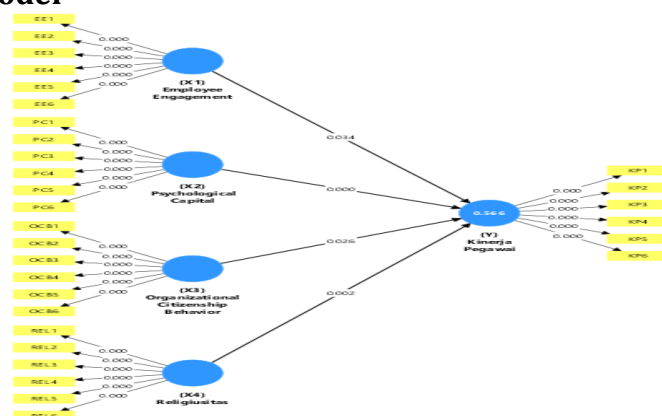 EE1
EE2
EE3
EE4
EE5
EE6
0.000
0.000
0.000
0.000
0.000
0.000
(X1)
Employee
Engagement
PC1
PC2
PC3
PC4
PC5
PC6
0.000
0.000
0.000
0.000
0.000
0.000
(X2)
Psychological
Capital
OCB1
OCB2
OCB3
OCB4
OCB5
OCB6
0.000
0.000
0.000
0.000
0.000
0.000
(X3)
Organizational
Citizenship
Behavior
REL1
REL2
REL3
REL4
REL5
0.000
0.000
0.000
0.000
0.000
0.000
(X4)
Religiusitas
0.034
0.000
0.026
0.002
0.566
(Y)
Kinerja
Pegawai
0.000
0.000
0.000
0.000
0.000
0.000
KP1
KP2
KP3
KP4
KP5
KP6